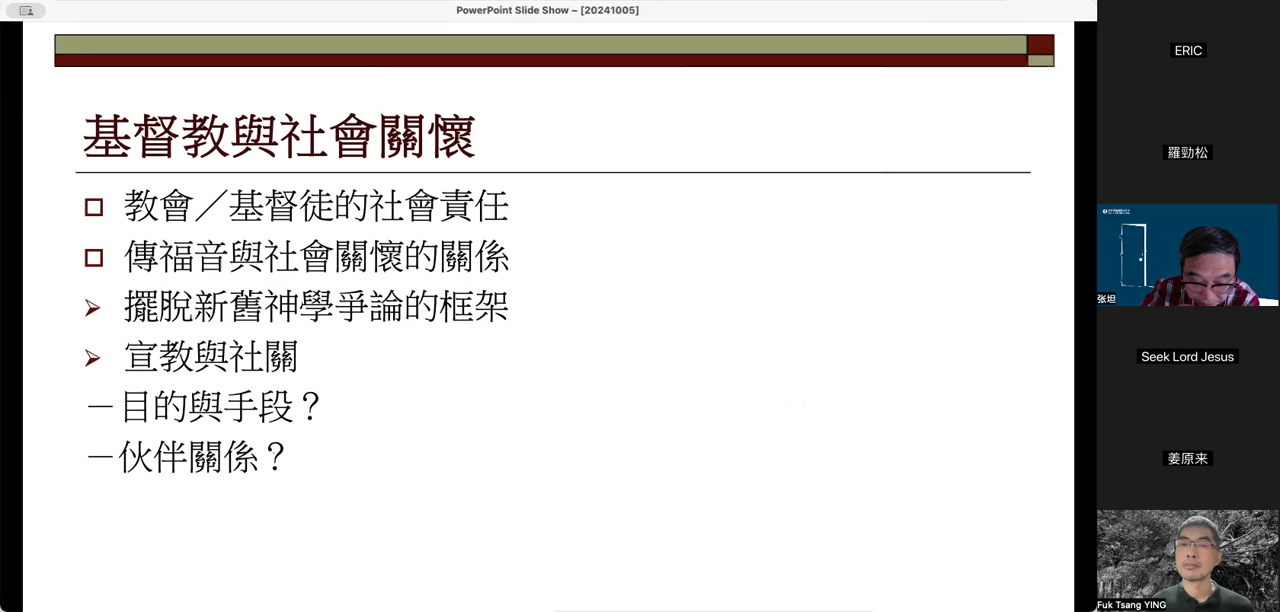 PowerPoint Slide Show – [20241005]
基督教與社會關懷
教會／基督徒的社會責任
傳福音與社會關懷的關係
擺脫新舊神學爭論的框架
宣教與社關
－目的與手段？
－伙伴關係？
ERIC
羅勁松
张坦
Seek Lord Jesus
姜原来
Fuk Tsang YING